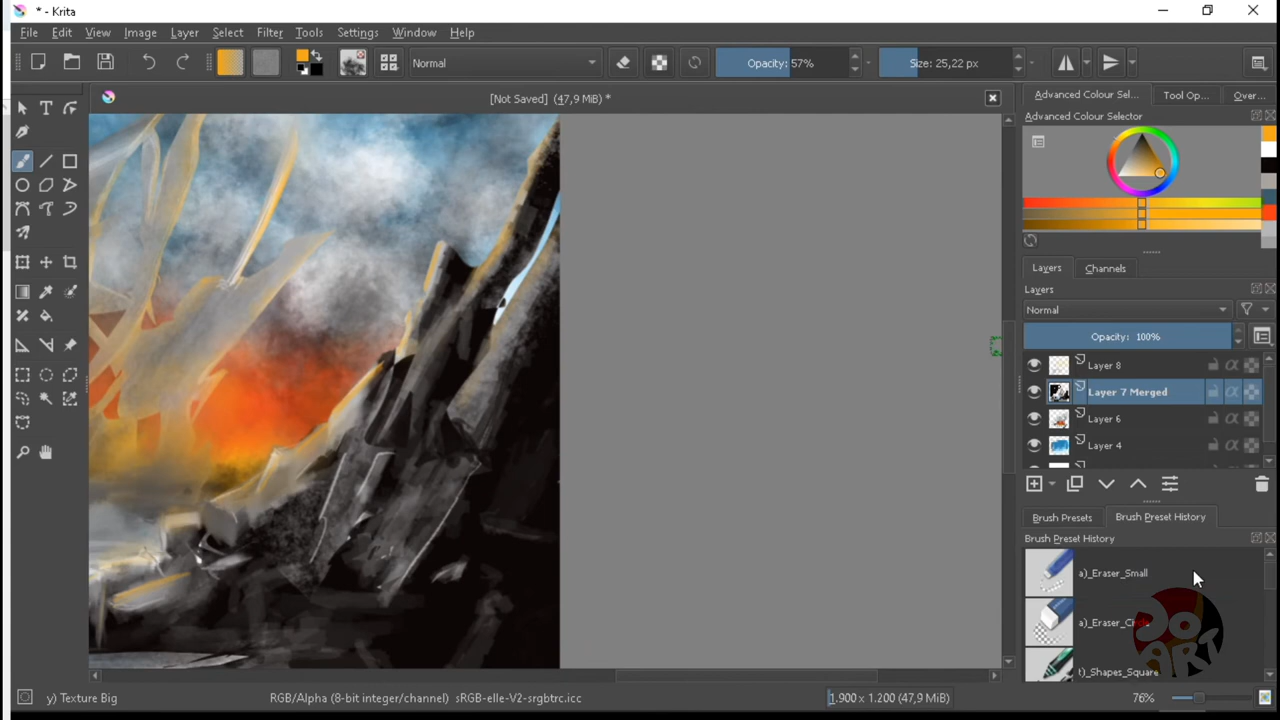 * - Krita
File Edit View Image Layer Select Filter Tools Settings Window Help
Normal
Opacity: 57%
Size: 25,22 px
[Not Saved] (47,9 MiB) *
Advanced Colour Sel... Tool Op... Over...
Advanced Colour Selector
Layers Channels
Layers
Normal
Opacity: 100%
Layer 8
Layer 7 Merged
Layer 6
Layer 4
Brush Presets Brush Preset History
Brush Preset History
a)_Eraser_Small
a)_Eraser_Circle
t)_Shapes_Square
ART
y) Texture Big
RGB/Alpha (8-bit integer/channel) sRGB-elle-V2-srgbtrc.icc
1.900 x 1.200 (47,9 MiB)
76%